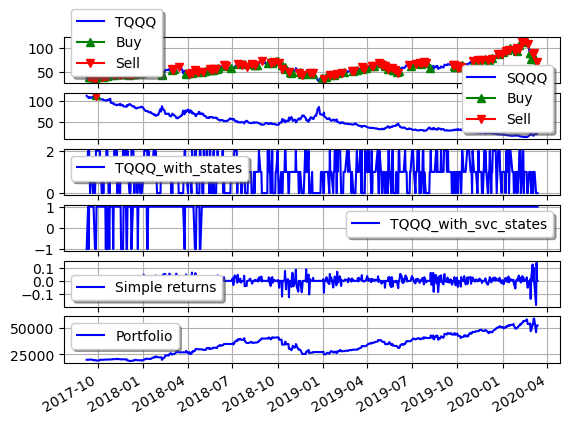 TQQQ
Buy
Sell
100
50
SQQQ
Buy
Sell
100
50
2
0
TQQQ_with_states
1
0
−1
TQQQ_with_svc_states
0.1
0.0
−0.1
Simple returns
50000
25000
Portfolio
2017-10
2018-01
2018-04
2018-07
2018-10
2019-01
2019-04
2019-07
2019-10
2020-01
2020-04